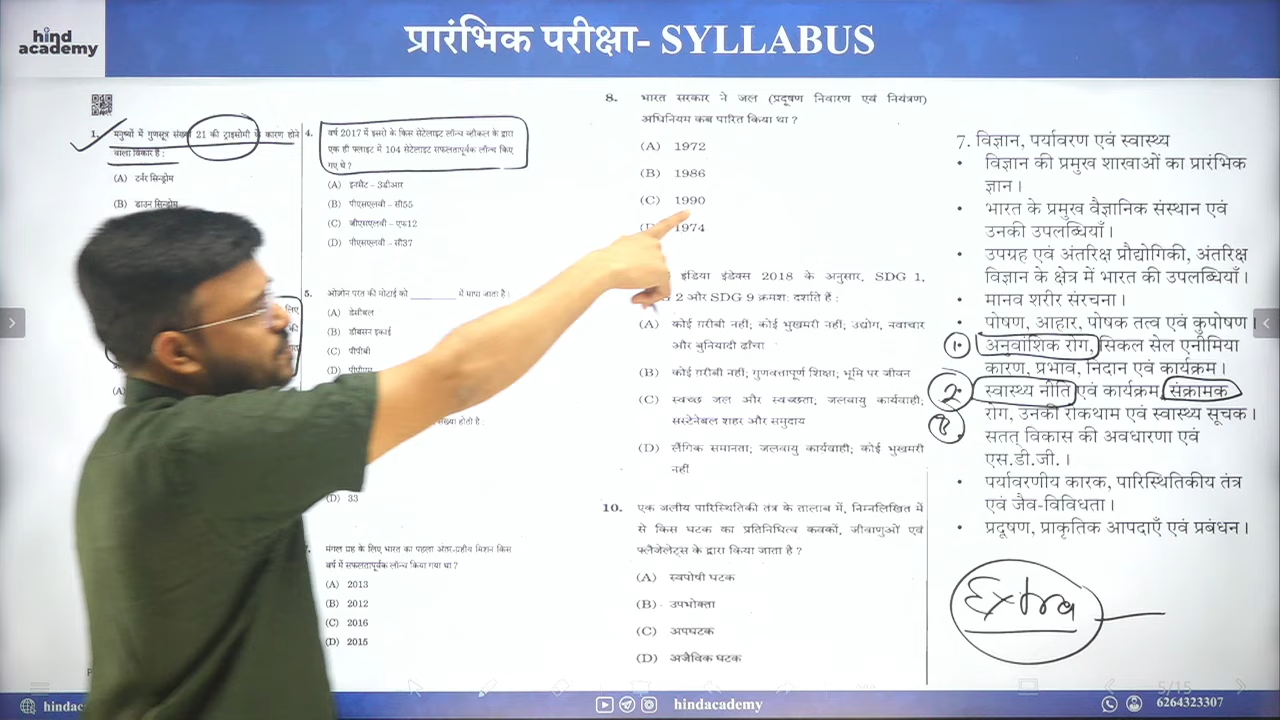 hind
academy
प्रारंभिक परीक्षा- SYLLABUS
1. मनुष्यों में गुणसूत्र संख्या 21 की ट्राइसोमी के कारण होने
वाला विकार है :
(A) टर्नर सिन्ड्रोम
(B) डाउन सिन्ड्रोम
लिए
की
(A)
4. वर्ष 2017 में इसरो के किस सेटेलाइट लॉन्च व्हीकल के द्वारा
एक ही फ्लाइट में 104 सेटेलाइट सफलतापूर्वक लॉन्च किए
गए थे ?
(A) इनसैट – 3डीआर
(B) पीएसएलवी – सी55
(C) जीएसएलवी – एफ12
(D) पीएसएलवी – सी37
5. ओज़ोन परत की मोटाई को ________ में मापा जाता है :
(A) डेसीबल
(B) डौबसन इकाई
(C) पीपीबी
(D) पीपीएम
संख्या होती है :
(D) 33
मंगल ग्रह के लिए भारत का पहला अंतर-ग्रहीय मिशन किस
वर्ष में सफलतापूर्वक लॉन्च किया गया था ?
(A) 2013
(B) 2012
(C) 2016
(D) 2015
8. भारत सरकार ने जल (प्रदूषण निवारण एवं नियंत्रण)
अधिनियम कब पारित किया था ?
(A) 1972
(B) 1986
(C) 1990
1974
इंडिया इंडेक्स 2018 के अनुसार, SDG 1,
2 और SDG 9 क्रमशः दर्शाते है :
(A) कोई ग़रीबी नहीं; कोई भुखमरी नहीं; उद्योग, नवाचार
और बुनियादी ढाँचा
(B) कोई ग़रीबी नहीं; गुणवत्तापूर्ण शिक्षा; भूमि पर जीवन
(C) स्वच्छ जल और स्वच्छता; जलवायु कार्यवाही;
सस्टेनेबल शहर और समुदाय
(D) लैंगिक समानता; जलवायु कार्यवाही; कोई भुखमरी
नहीं
10. एक जलीय पारिस्थितिकी तंत्र के तालाब में, निम्नलिखित में
से किस घटक का प्रतिनिधित्व कवकों, जीवाणुओं एवं
फ्लैजेलेट्स के द्वारा किया जाता है ?
(A) स्वपोषी घटक
(B) उपभोक्ता
(C) अपघटक
(D) अजैविक घटक
7. विज्ञान, पर्यावरण एवं स्वास्थ्य
• विज्ञान की प्रमुख शाखाओं का प्रारंभिक
ज्ञान ।
• भारत के प्रमुख वैज्ञानिक संस्थान एवं
उनकी उपलब्धियाँ ।
• उपग्रह एवं अंतरिक्ष प्रौद्योगिकी, अंतरिक्ष
विज्ञान के क्षेत्र में भारत की उपलब्धियाँ ।
• मानव शरीर संरचना ।
• पोषण, आहार, पोषक तत्व एवं कुपोषण ।
1. अनुवांशिक रोग, सिकल सेल एनीमिया
कारण, प्रभाव, निदान एवं कार्यक्रम ।
2. स्वास्थ्य नीति एवं कार्यक्रम, संक्रामक
रोग, उनकी रोकथाम एवं स्वास्थ्य सूचक ।
सतत् विकास की अवधारणा एवं
एस.डी.जी. ।
• पर्यावरणीय कारक, पारिस्थितिकीय तंत्र
एवं जैव-विविधता ।
• प्रदूषण, प्राकृतिक आपदाएँ एवं प्रबंधन ।
Extra
5/15
hindaca
hindacademy
6264323307